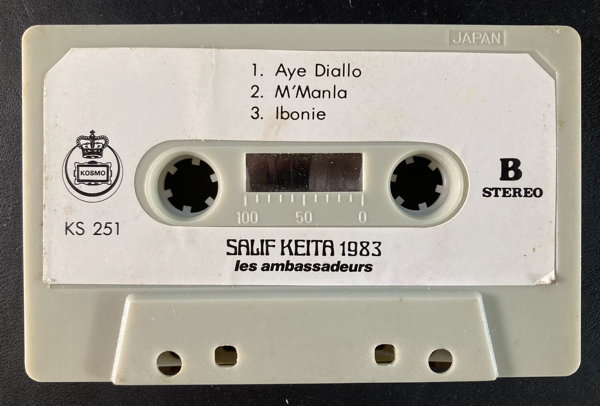 JAPAN
1. Aye Diallo
2. M'Manla
3. Ibonie
KOSMO
B
STEREO
100 50 0
KS 251
SALIF KEITA 1983
les ambassadeurs